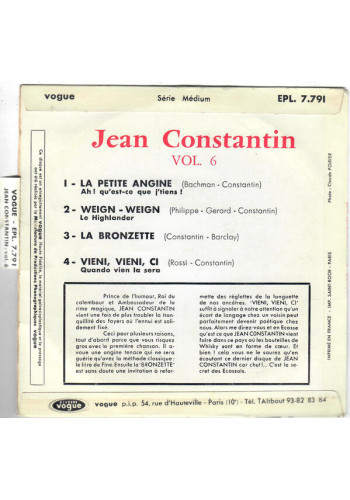 vogue
Série Médium
EPL. 7.791
Jean Constantin
VOL. 6
1 - LA PETITE ANGINE (Bachman - Constantin)
Ah ! qu'est-ce que j'tiens !
2 - WEIGN - WEIGN (Philippe - Gerard - Constantin)
Le Highlander
3 - LA BRONZETTE (Constantin - Barclay)
4 - VIENI, VIENI, CI (Rossi - Constantin)
Quando vien la sera
Prince de l'humour, Roi du
calembour et Ambassadeur de la
rime magique, JEAN CONSTANTIN
vient une fois de plus troubler la tran-
quillité des foyers où l'ennui est soli-
dement fixé.
Ceci pour plusieurs raisons,
tout d'abord parce que vous risquez
gros avec la première chanson. Il
a avoue une angine tenace qui ne sera
guérie qu'avec la méthode classique:
le litre de Fine. Ensuite la 'BRONZETTE'
est sans doute une invitation à refer-
mette des réglettes de la longuette
de nos ancêtres. 'VIENI, VIENI, CI'
suffit à signaler à notre attention qu'un
accent du terroir quel qu'il soit peut
parfaitement devenir poétique chez
nous. Alors me direz-vous et en Ecosse
qu'est ce que JEAN CONSTANTIN vient
faire dans ce pays où les bouteilles de
Whisky sont en forme de cœur. Et
bien ! cela vous ne le saurez qu'en
écoutant ce dernier disque de JEAN
CONSTANTIN car chut!.. C'est le se-
cret des Ecossais.
vogue p.i.p. 54, rue d'Hauteville - Paris (10e) - Tél. TAItbout 93-82 83 84
vogue
VOGUE - EPL 7.791
JEAN CONSTANTIN - vol. 6
IMPRIMÉ EN FRANCE - IMP. SAINT-ROCH - PARIS